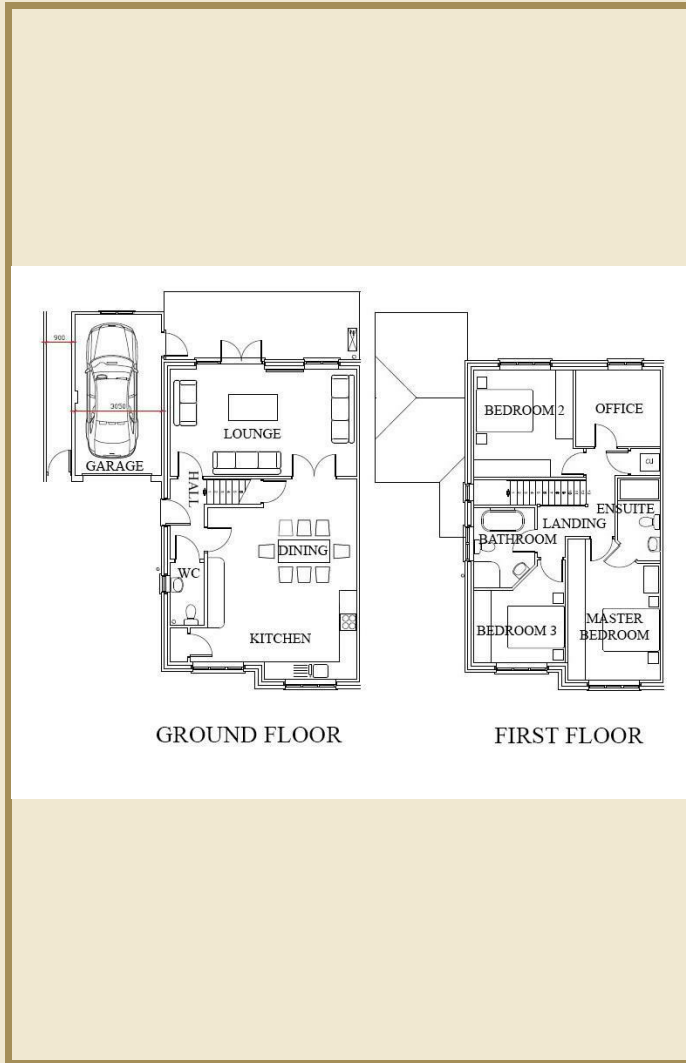 900
3050
GARAGE
LOUNGE
HALL
DINING
WC
KITCHEN
GROUND FLOOR
BEDROOM 2
OFFICE
ENSUITE
LANDING
BATHROOM
BEDROOM 3
MASTER
BEDROOM
FIRST FLOOR